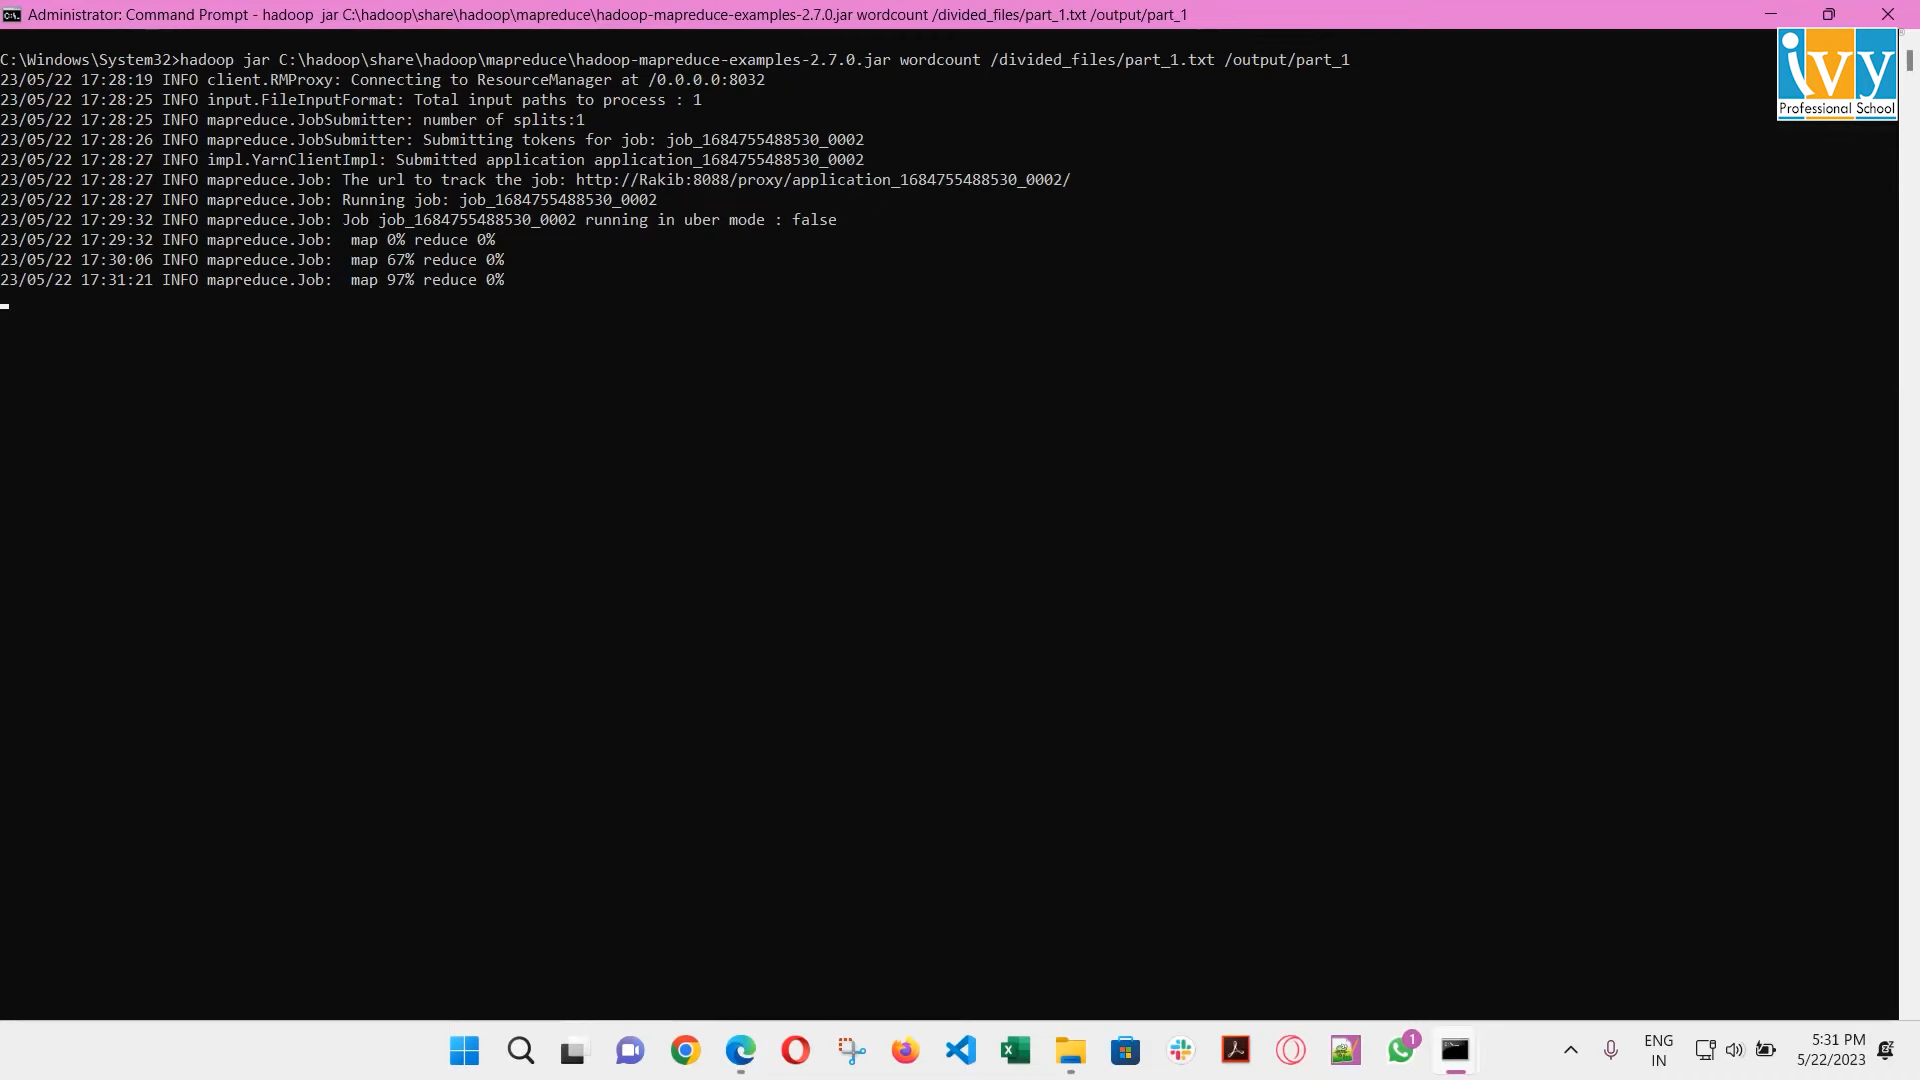 Administrator: Command Prompt - hadoop  jar C:\hadoop\share\hadoop\mapreduce\hadoop-mapreduce-examples-2.7.0.jar wordcount /divided_files/part_1.txt /output/part_1
C:\Windows\System32>hadoop jar C:\hadoop\share\hadoop\mapreduce\hadoop-mapreduce-examples-2.7.0.jar wordcount /divided_files/part_1.txt /output/part_1
23/05/22 17:28:19 INFO client.RMProxy: Connecting to ResourceManager at /0.0.0.0:8032
23/05/22 17:28:25 INFO input.FileInputFormat: Total input paths to process : 1
23/05/22 17:28:25 INFO mapreduce.JobSubmitter: number of splits:1
23/05/22 17:28:26 INFO mapreduce.JobSubmitter: Submitting tokens for job: job_1684755488530_0002
23/05/22 17:28:27 INFO impl.YarnClientImpl: Submitted application application_1684755488530_0002
23/05/22 17:28:27 INFO mapreduce.Job: The url to track the job: http://Rakib:8088/proxy/application_1684755488530_0002/
23/05/22 17:28:27 INFO mapreduce.Job: Running job: job_1684755488530_0002
23/05/22 17:29:32 INFO mapreduce.Job: Job job_1684755488530_0002 running in uber mode : false
23/05/22 17:29:32 INFO mapreduce.Job:  map 0% reduce 0%
23/05/22 17:30:06 INFO mapreduce.Job:  map 67% reduce 0%
23/05/22 17:31:21 INFO mapreduce.Job:  map 97% reduce 0%
ivy
Professional School
1
ENG
IN
5:31 PM
5/22/2023